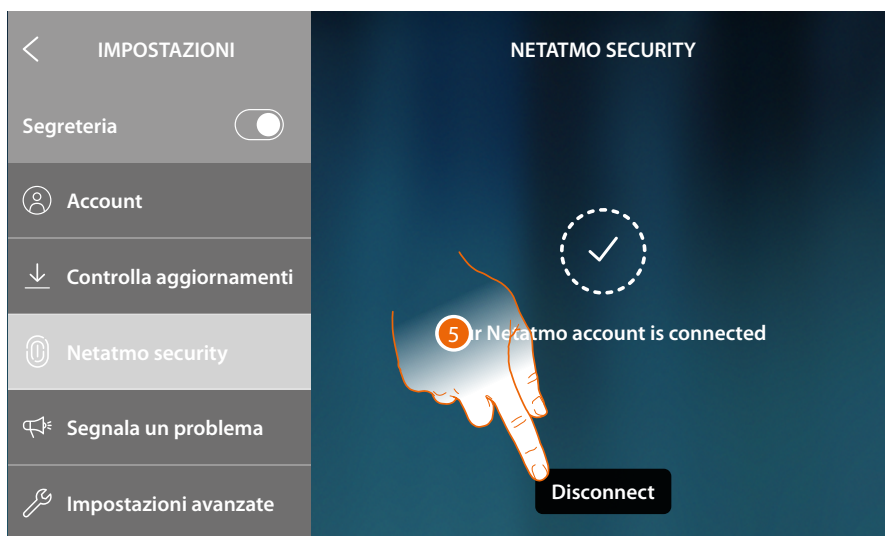 IMPOSTAZIONI
Segreteria
Account
Controlla aggiornamenti
Netatmo security
Segnala un problema
Impostazioni avanzate
NETATMO SECURITY
5
Netatmo account is connected
Disconnect